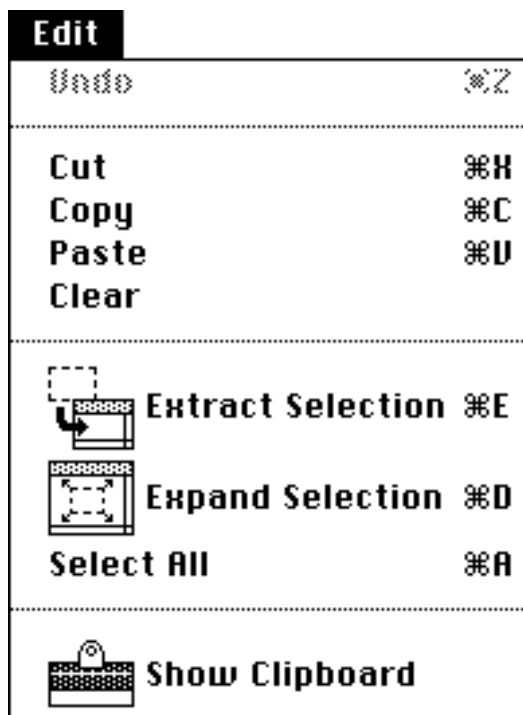 Edit
Undo ⌘Z
Cut ⌘X
Copy ⌘C
Paste ⌘V
Clear
Extract Selection ⌘E
Expand Selection ⌘D
Select All ⌘A
Show Clipboard